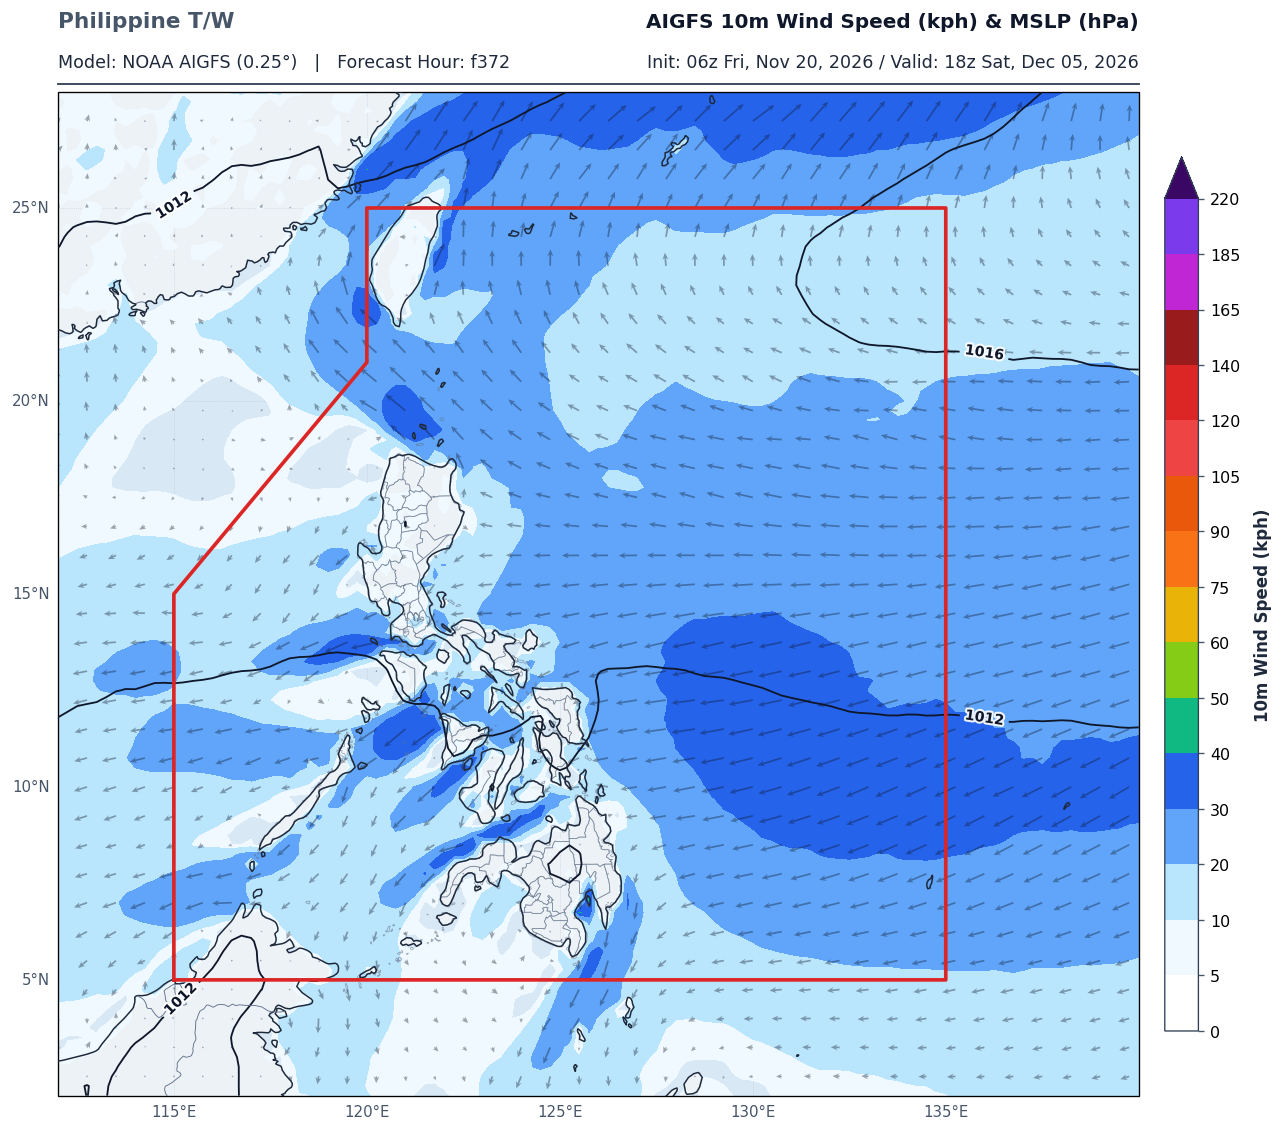 Philippine T/W
AIGFS 10m Wind Speed (kph) & MSLP (hPa)
Model: NOAA AIGFS (0.25°)   |   Forecast Hour: f372
Init: 06z Fri, Nov 20, 2026 / Valid: 18z Sat, Dec 05, 2026
25°N
20°N
15°N
10°N
5°N
115°E
120°E
125°E
130°E
135°E
1012
1016
1012
1012
220
185
165
140
120
105
90
75
60
50
40
30
20
10
5
0
10m Wind Speed (kph)